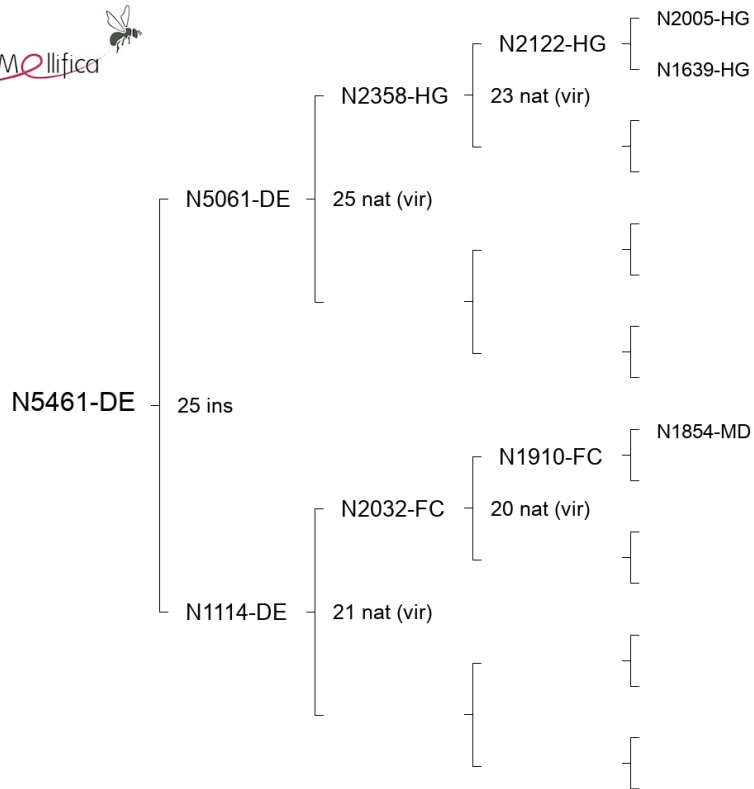 Mellifica
N2005-HG
N2122-HG
N1639-HG
N2358-HG
23 nat (vir)
N5061-DE
25 nat (vir)
N5461-DE
25 ins
N1854-MD
N1910-FC
N2032-FC
20 nat (vir)
N1114-DE
21 nat (vir)